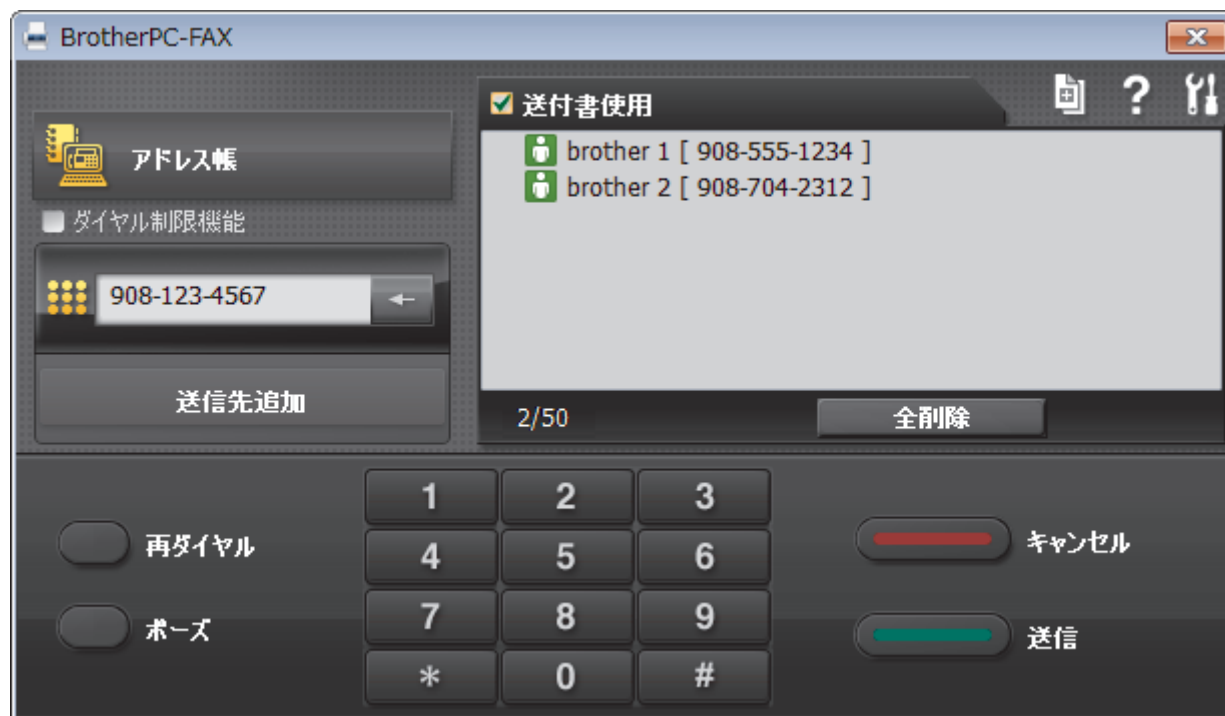 BrotherPC-FAX
アドレス帳
ダイヤル制限機能
908-123-4567
送信先追加
送付書使用
?
brother 1 [ 908-555-1234 ]
brother 2 [ 908-704-2312 ]
2/50
全削除
再ダイヤル
ポーズ
1 2 3
4 5 6
7 8 9
* 0 #
キャンセル
送信